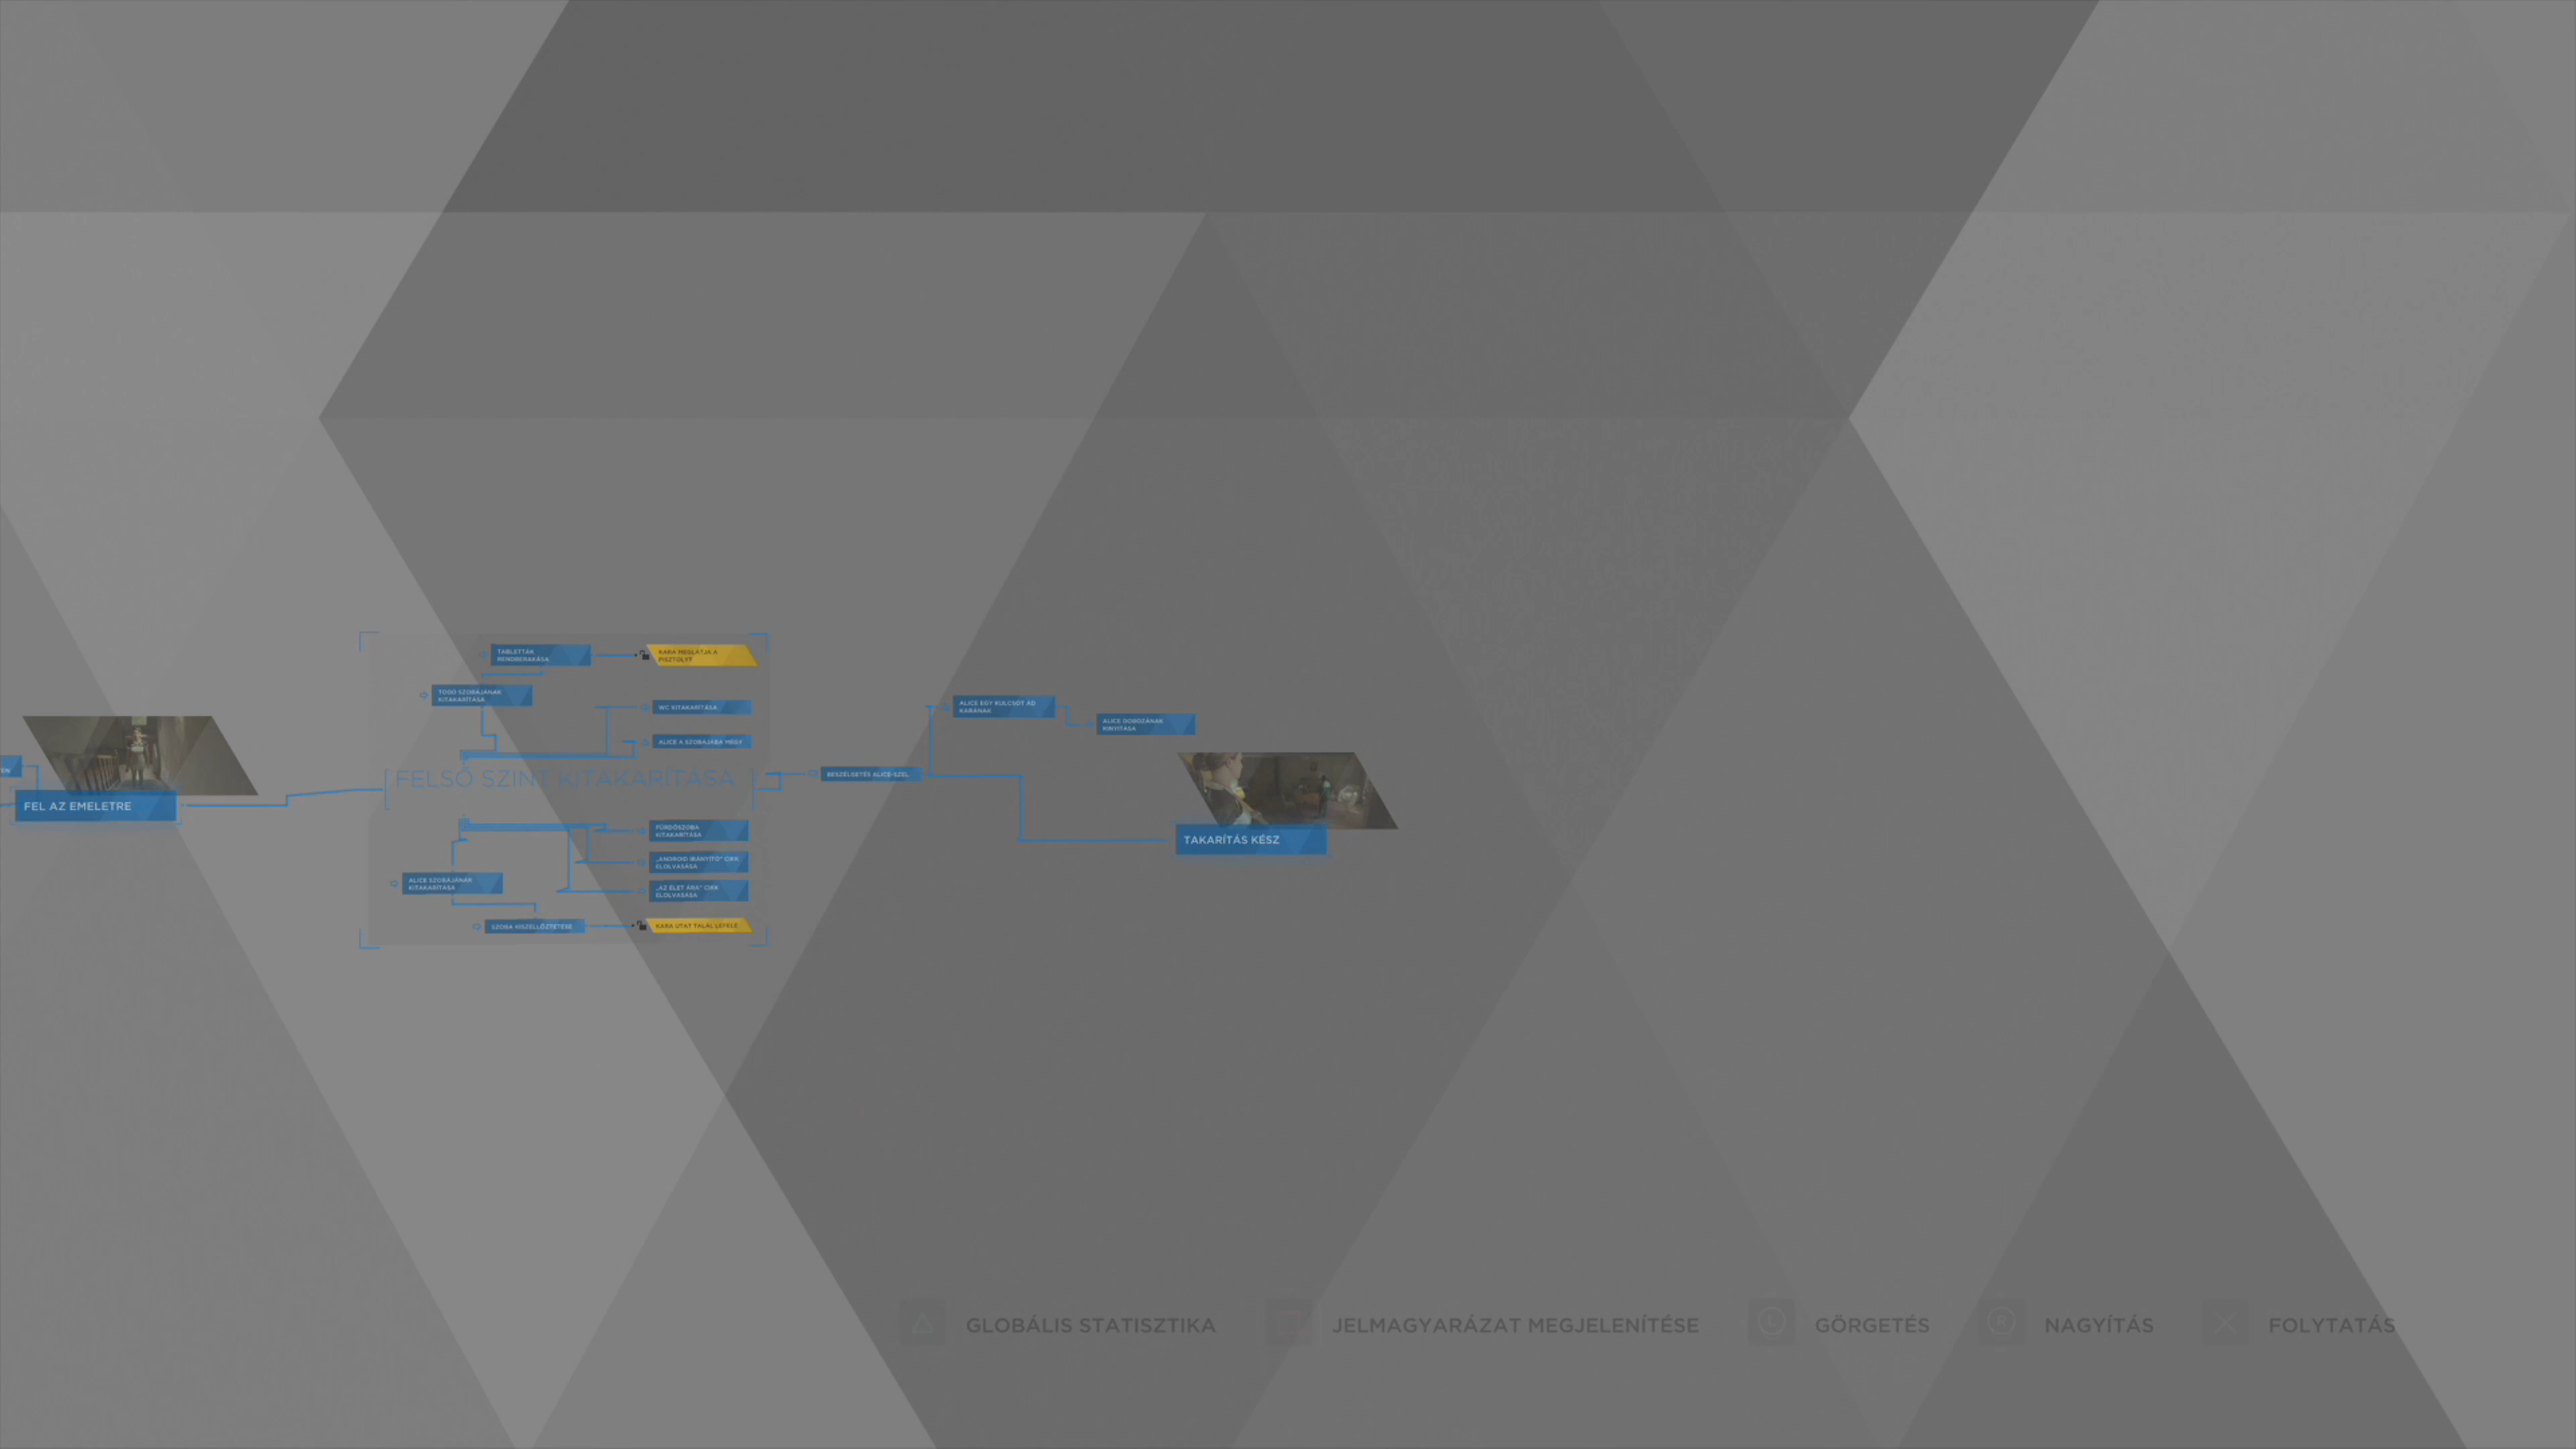 TABLETTÁK
RENDBERAKÁSA
KARA MEGLÁTJA A
PISZTOLYT
TODD SZOBÁJÁNAK
KITAKARÍTÁSA
WC KITAKARÍTÁSA
ALICE A SZOBÁJÁBA MEGY
ALICE EGY KULCSOT AD
KARÁNAK
ALICE DOBOZÁNAK
KINYITÁSA
EN
FELSŐ SZINT KITAKARÍTÁSA
BESZÉLGETÉS ALICE-SZEL
FEL AZ EMELETRE
FÜRDŐSZOBA
KITAKARÍTÁSA
TAKARÍTÁS KÉSZ
„ANDROID IRÁNYÍTÓ” CIKK
ELOLVASÁSA
ALICE SZOBÁJÁNAK
KITAKARÍTÁSA
„AZ ÉLET ÁRA” CIKK
ELOLVASÁSA
SZOBA KISZELLŐZTETÉSE
KARA UTAT TALÁL LEFELÉ
GLOBÁLIS STATISZTIKA
JELMAGYARÁZAT MEGJELENÍTÉSE
L GÖRGETÉS
R NAGYÍTÁS
FOLYTATÁS